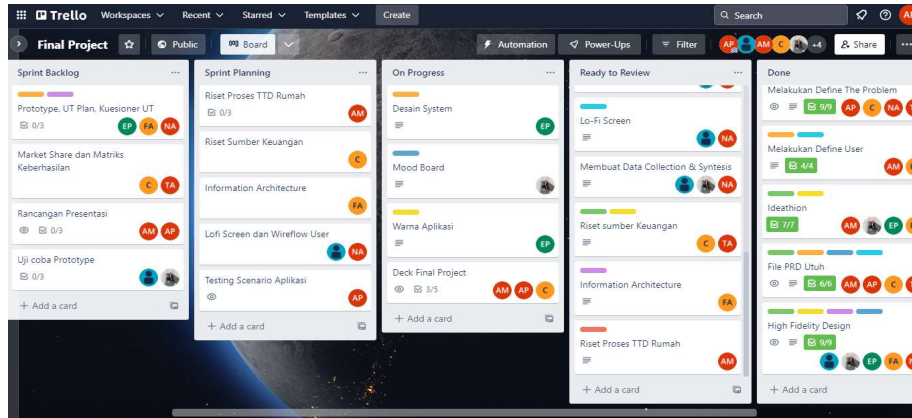 Trello Workspaces Recent Starred Templates Create Search
Final Project Public Board Automation Power-Ups Filter AP AM C +4 Share
Sprint Backlog
Prototype, UT Plan, Kuesioner UT
0/3 EP FA NA
Market Share dan Matriks
Keberhasilan
C TA
Rancangan Presentasi
0/3 AM AP
Uji coba Prototype
0/3
+ Add a card
Sprint Planning
Riset Proses TTD Rumah
0/3 AM
Riset Sumber Keuangan
C
Information Architecture
FA
Lofi Screen dan Wireflow User
NA
Testing Scenario Aplikasi
AP
+ Add a card
On Progress
Desain System
EP
Mood Board
Warna Aplikasi
EP
Deck Final Project
3/5 AM AP C
+ Add a card
Ready to Review
Lo-Fi Screen
NA
Membuat Data Collection & Syntesis
NA
Riset sumber Keuangan
C TA
Information Architecture
FA
Riset Proses TTD Rumah
AM
+ Add a card
Done
Melakukan Define The Problem
9/9 AP C NA
Melakukan Define User
4/4 AM
Ideathion
7/7 AM EP
File PRD Utuh
6/6 AM AP C
High Fidelity Design
9/9
EP FA
+ Add a card